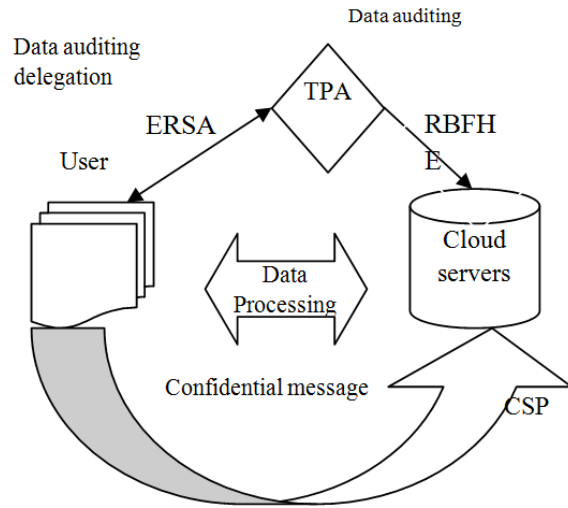 Data auditing
Data auditing
delegation
TPA
ERSA
RBFH
E
User
Cloud
servers
Data
Processing
Confidential message
CSP